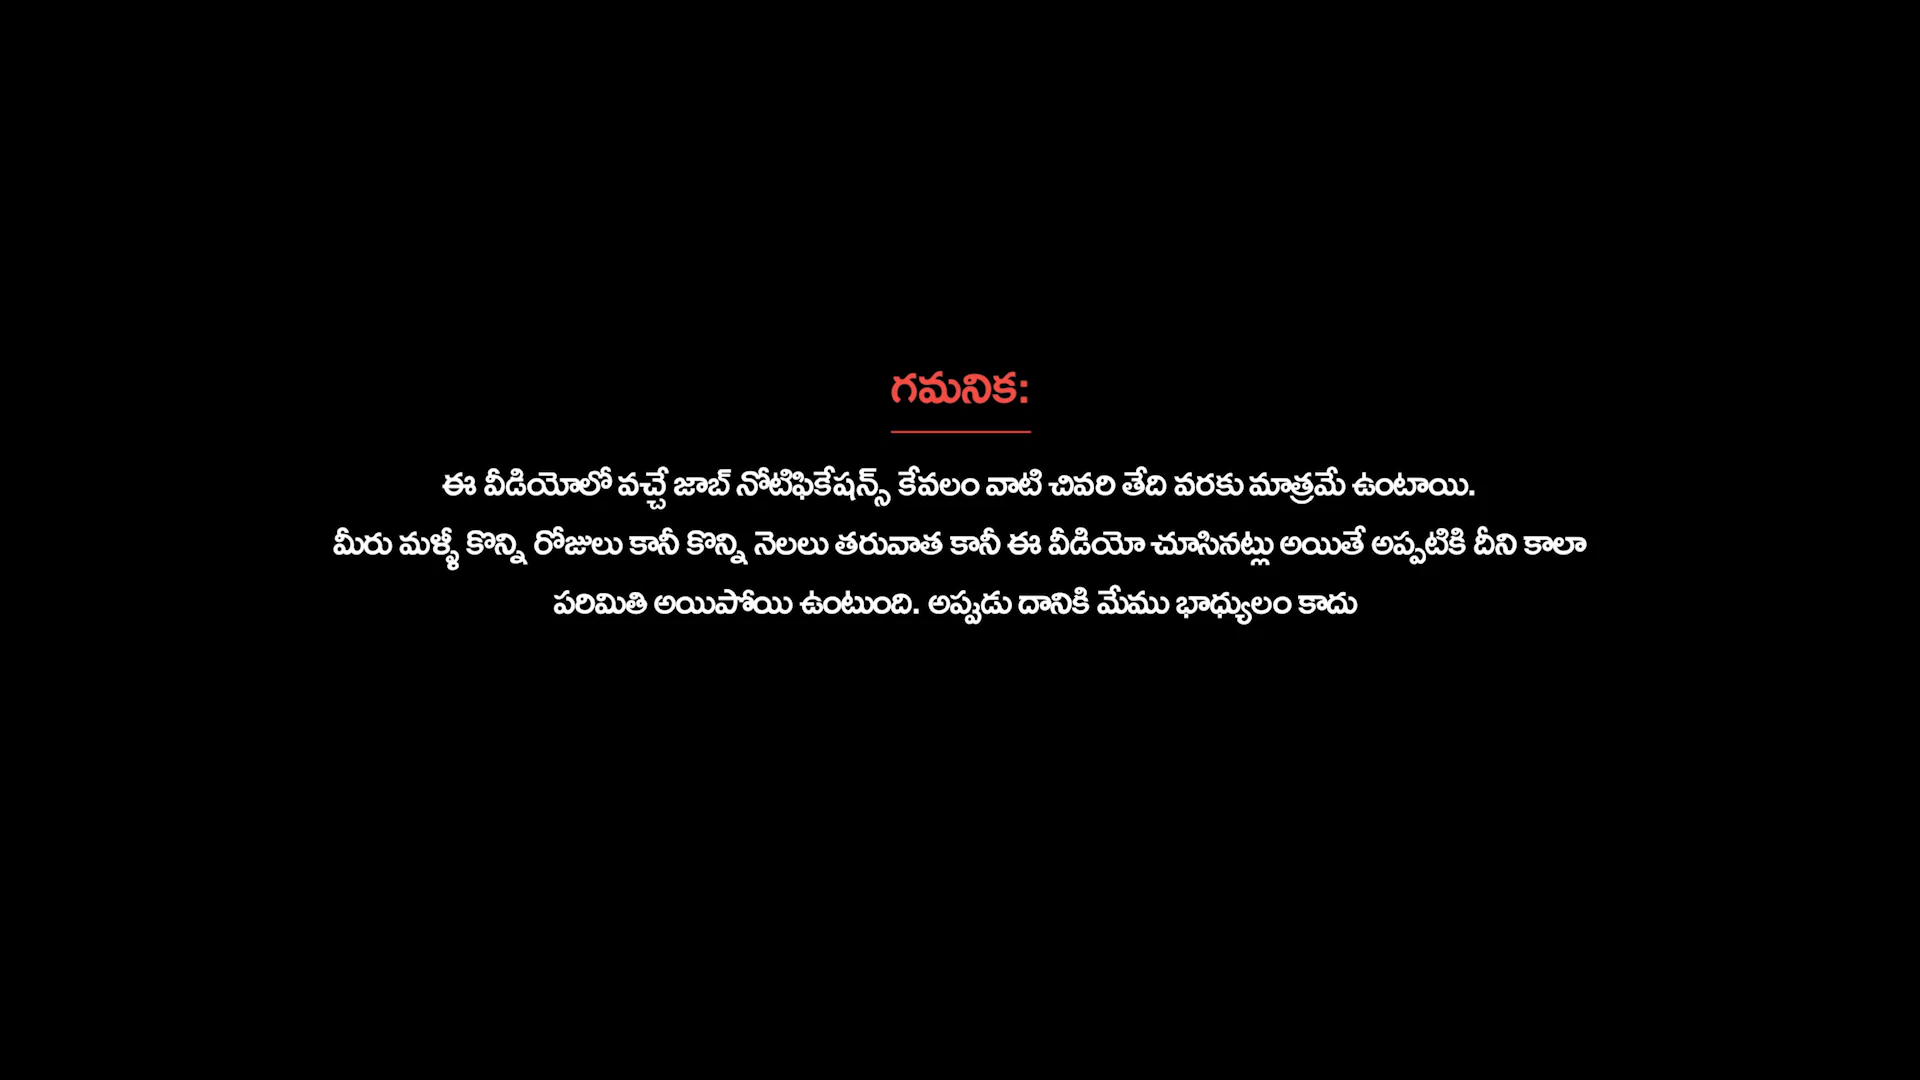 గమనిక:
ఈ వీడియోలో వచ్చే జాబ్ నోటిఫికేషన్స్ కేవలం వాటి చివరి తేది వరకు మాత్రమే ఉంటాయి.
మీరు మళ్ళీ కొన్ని రోజులు కానీ కొన్ని నెలలు తరువాత కానీ ఈ వీడియో చూసినట్లు అయితే అప్పటికి దీని కాలా
పరిమితి అయిపోయి ఉంటుంది. అప్పుడు దానికి మేము భాధ్యులం కాదు